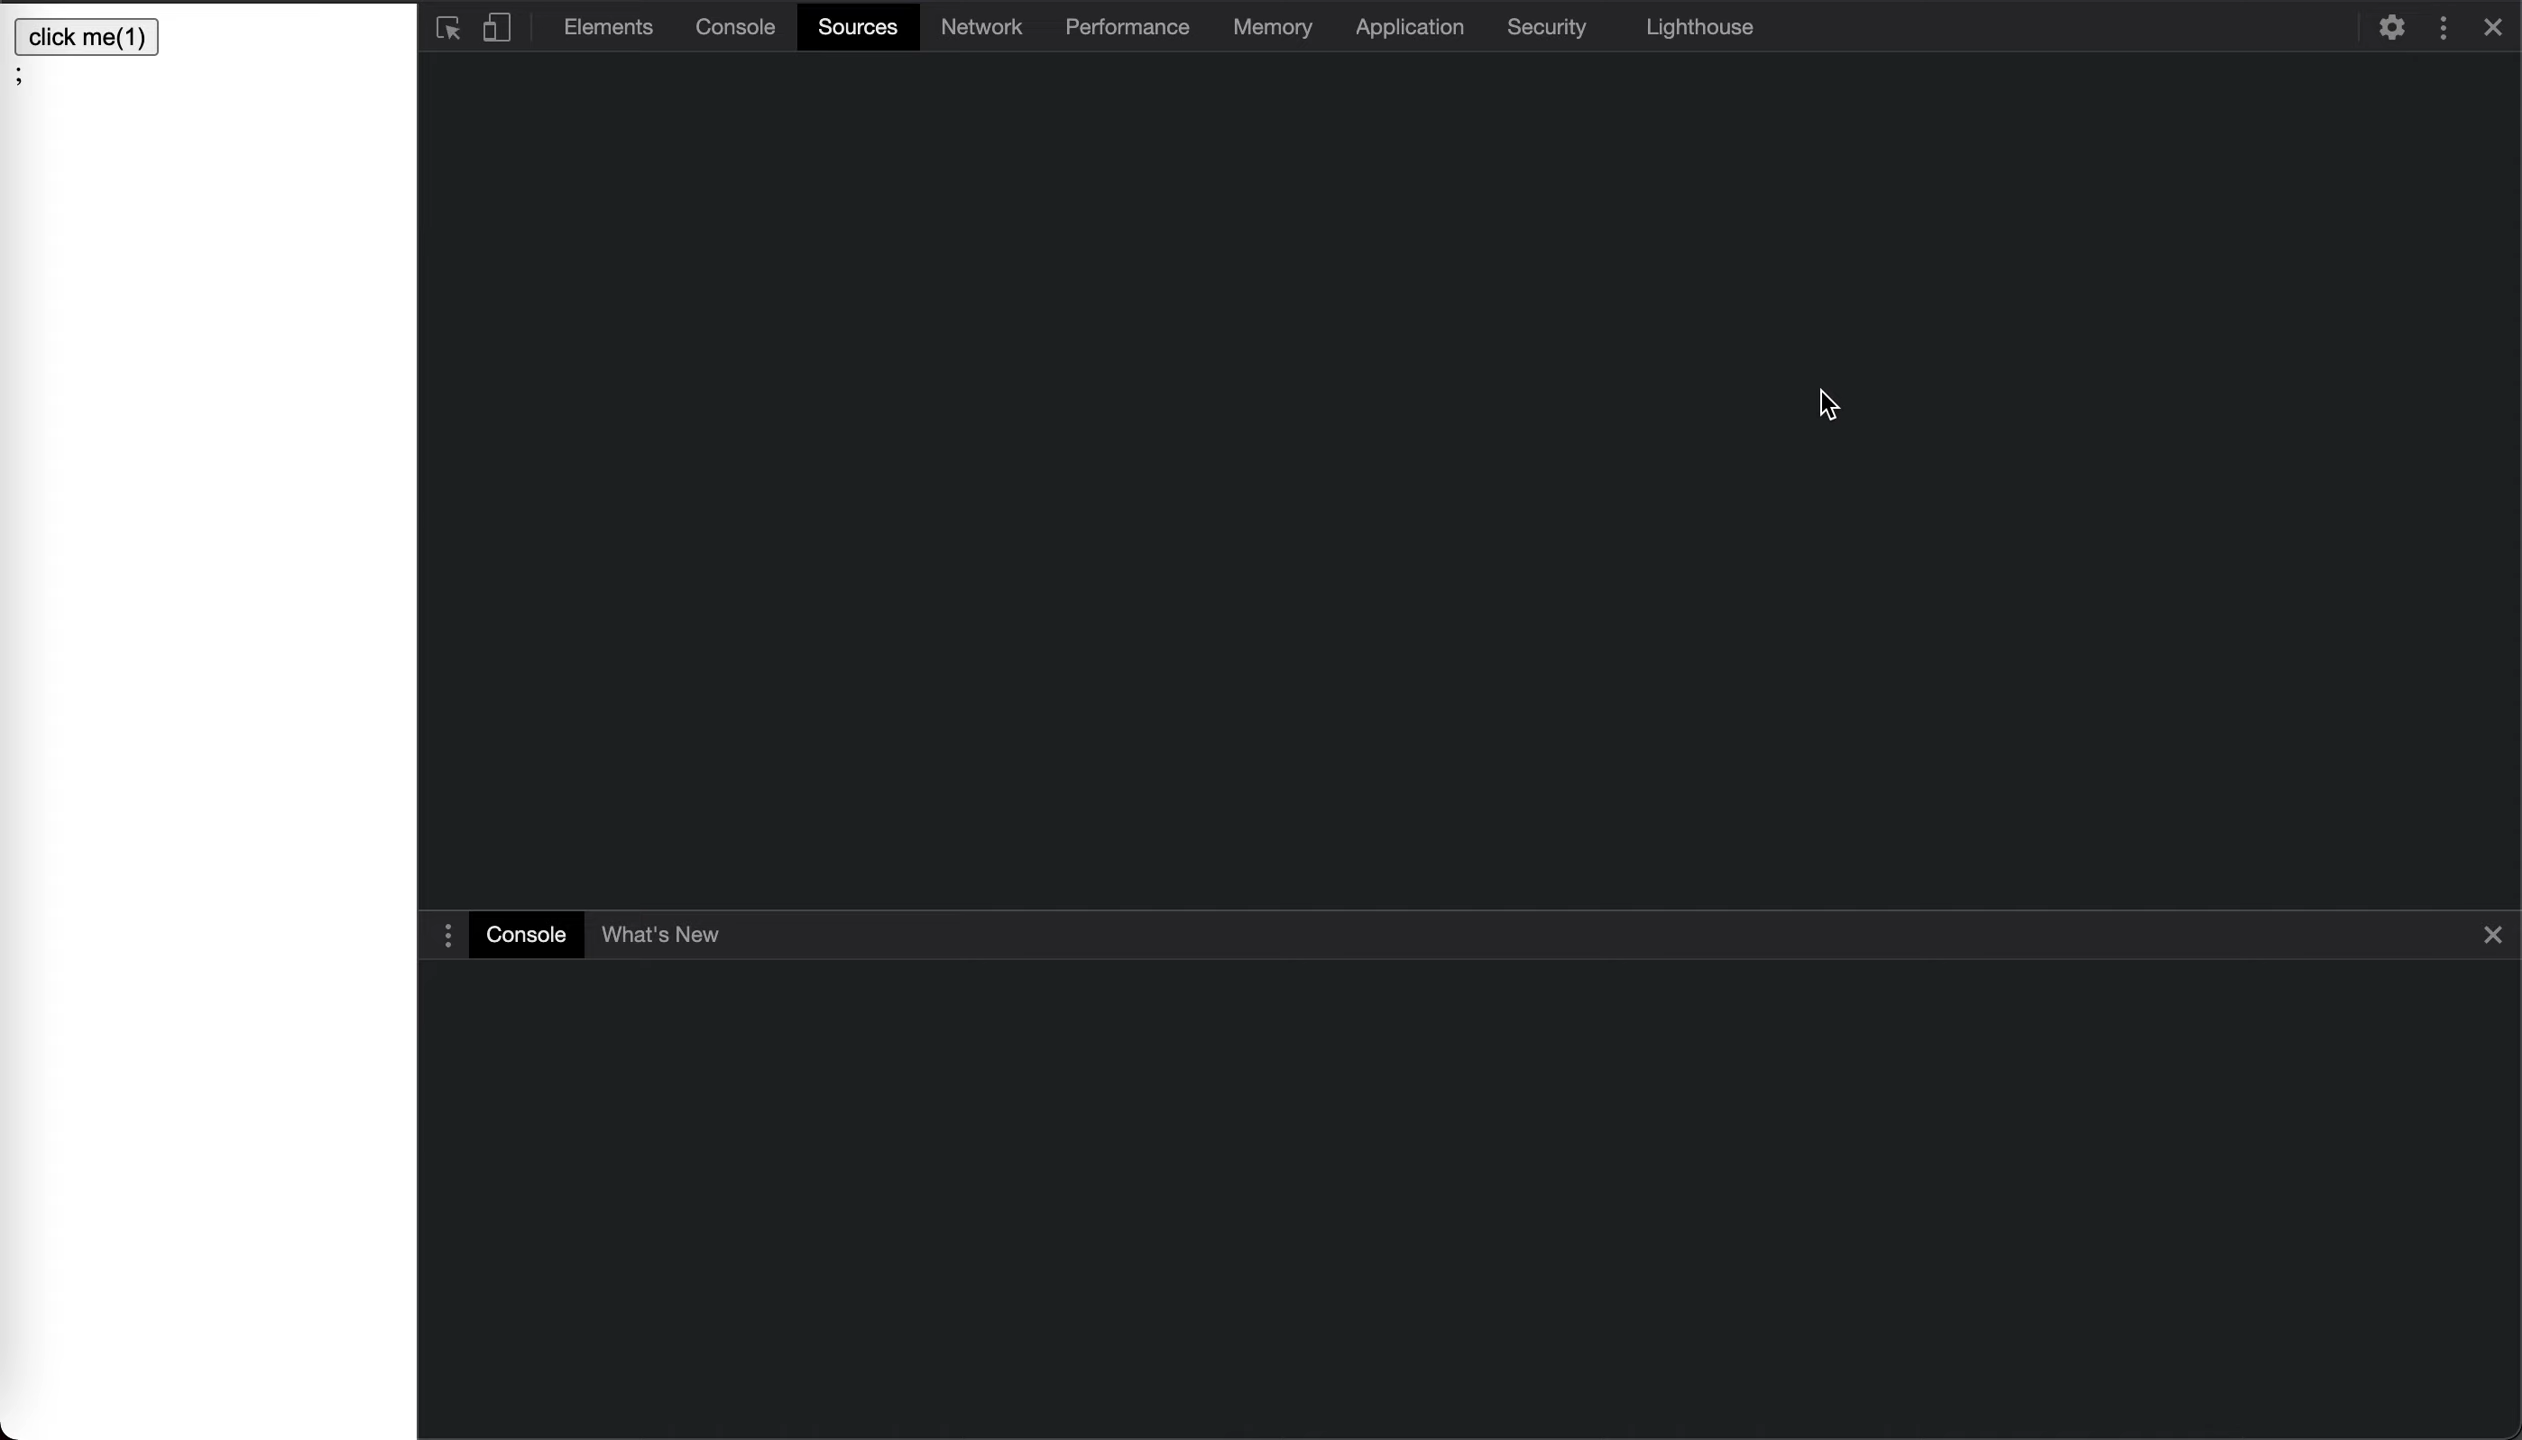 click me(1)
;
Elements Console Sources Network Performance Memory Application Security Lighthouse
Console What's New